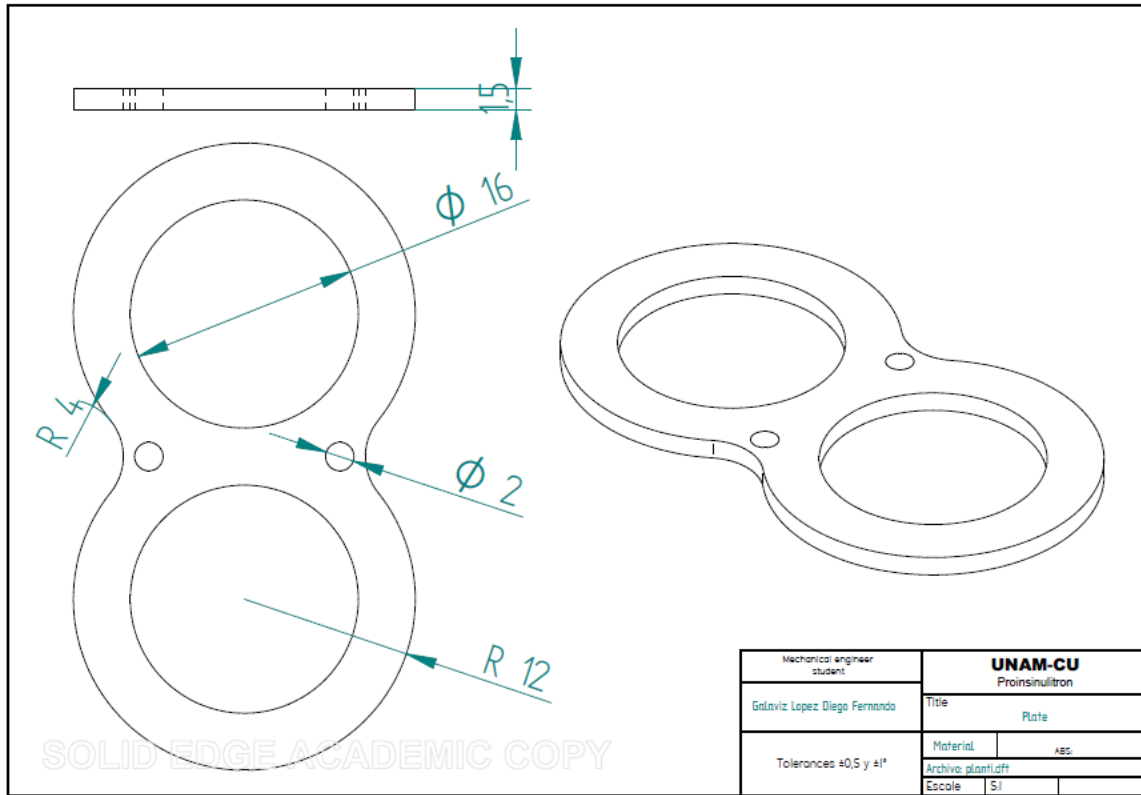 1,5
Φ 16
R 4
Φ 2
R 12
SOLID EDGE ACADEMIC COPY
Mechanical engineer
student
Galaviz Lopez Diego Fernando
Tolerances ±0,5 y ±1°
UNAM-CU
Proinsinulitron
Title
Plate
Material
ABS:
Archivo: planti.dft
Escale
5:1